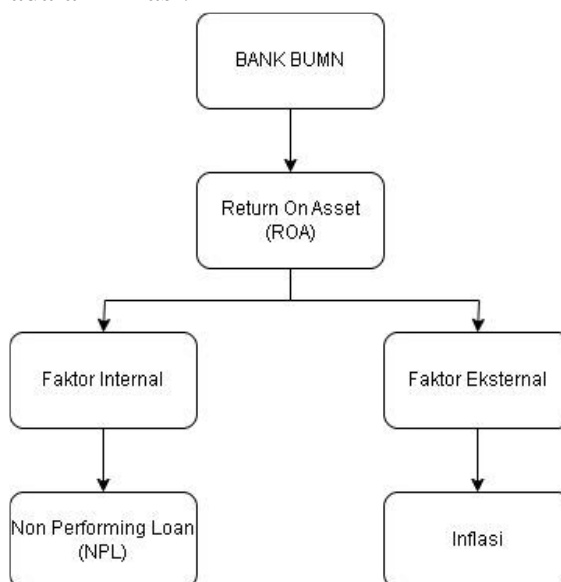 BANK BUMN
Return On Asset
(ROA)
Faktor Internal
Faktor Eksternal
Non Performing Loan
(NPL)
Inflasi